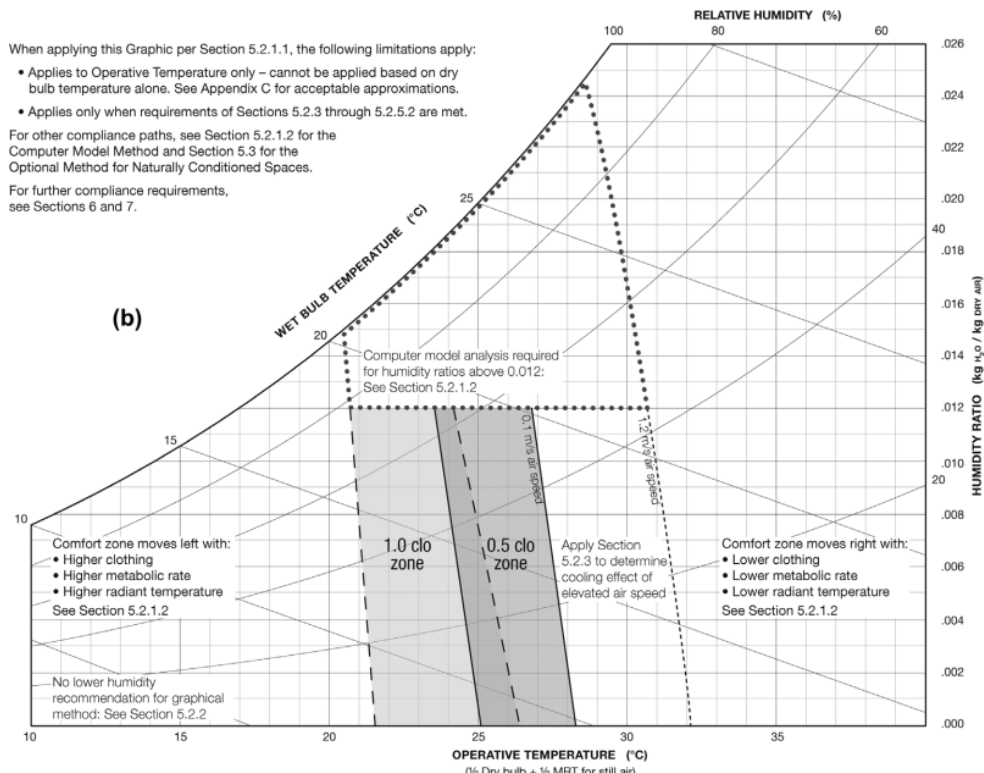 RELATIVE HUMIDITY (%)
100
80
60
When applying this Graphic per Section 5.2.1.1, the following limitations apply:
• Applies to Operative Temperature only – cannot be applied based on dry
bulb temperature alone. See Appendix C for acceptable approximations.
• Applies only when requirements of Sections 5.2.3 through 5.2.5.2 are met.
For other compliance paths, see Section 5.2.1.2 for the
Computer Model Method and Section 5.3 for the
Optional Method for Naturally Conditioned Spaces.
For further compliance requirements,
see Sections 6 and 7.
(b)
WET BULB TEMPERATURE (°C)
10
15
20
25
Computer model analysis required
for humidity ratios above 0.012:
See Section 5.2.1.2
0.1 m/s air speed
1.2 m/s air speed
1.0 clo
zone
0.5 clo
zone
Comfort zone moves left with:
• Higher clothing
• Higher metabolic rate
• Higher radiant temperature
See Section 5.2.1.2
Apply Section
5.2.3 to determine
cooling effect of
elevated air speed
Comfort zone moves right with:
• Lower clothing
• Lower metabolic rate
• Lower radiant temperature
See Section 5.2.1.2
No lower humidity
recommendation for graphical
method: See Section 5.2.2
.026
.024
.022
.020
.018
.016
.014
.012
.010
.008
.006
.004
.002
.000
40
20
HUMIDITY RATIO (kg H₂O / kg DRY AIR)
10
15
20
25
30
35
OPERATIVE TEMPERATURE (°C)
(½ Dry bulb + ½ MRT for still air)